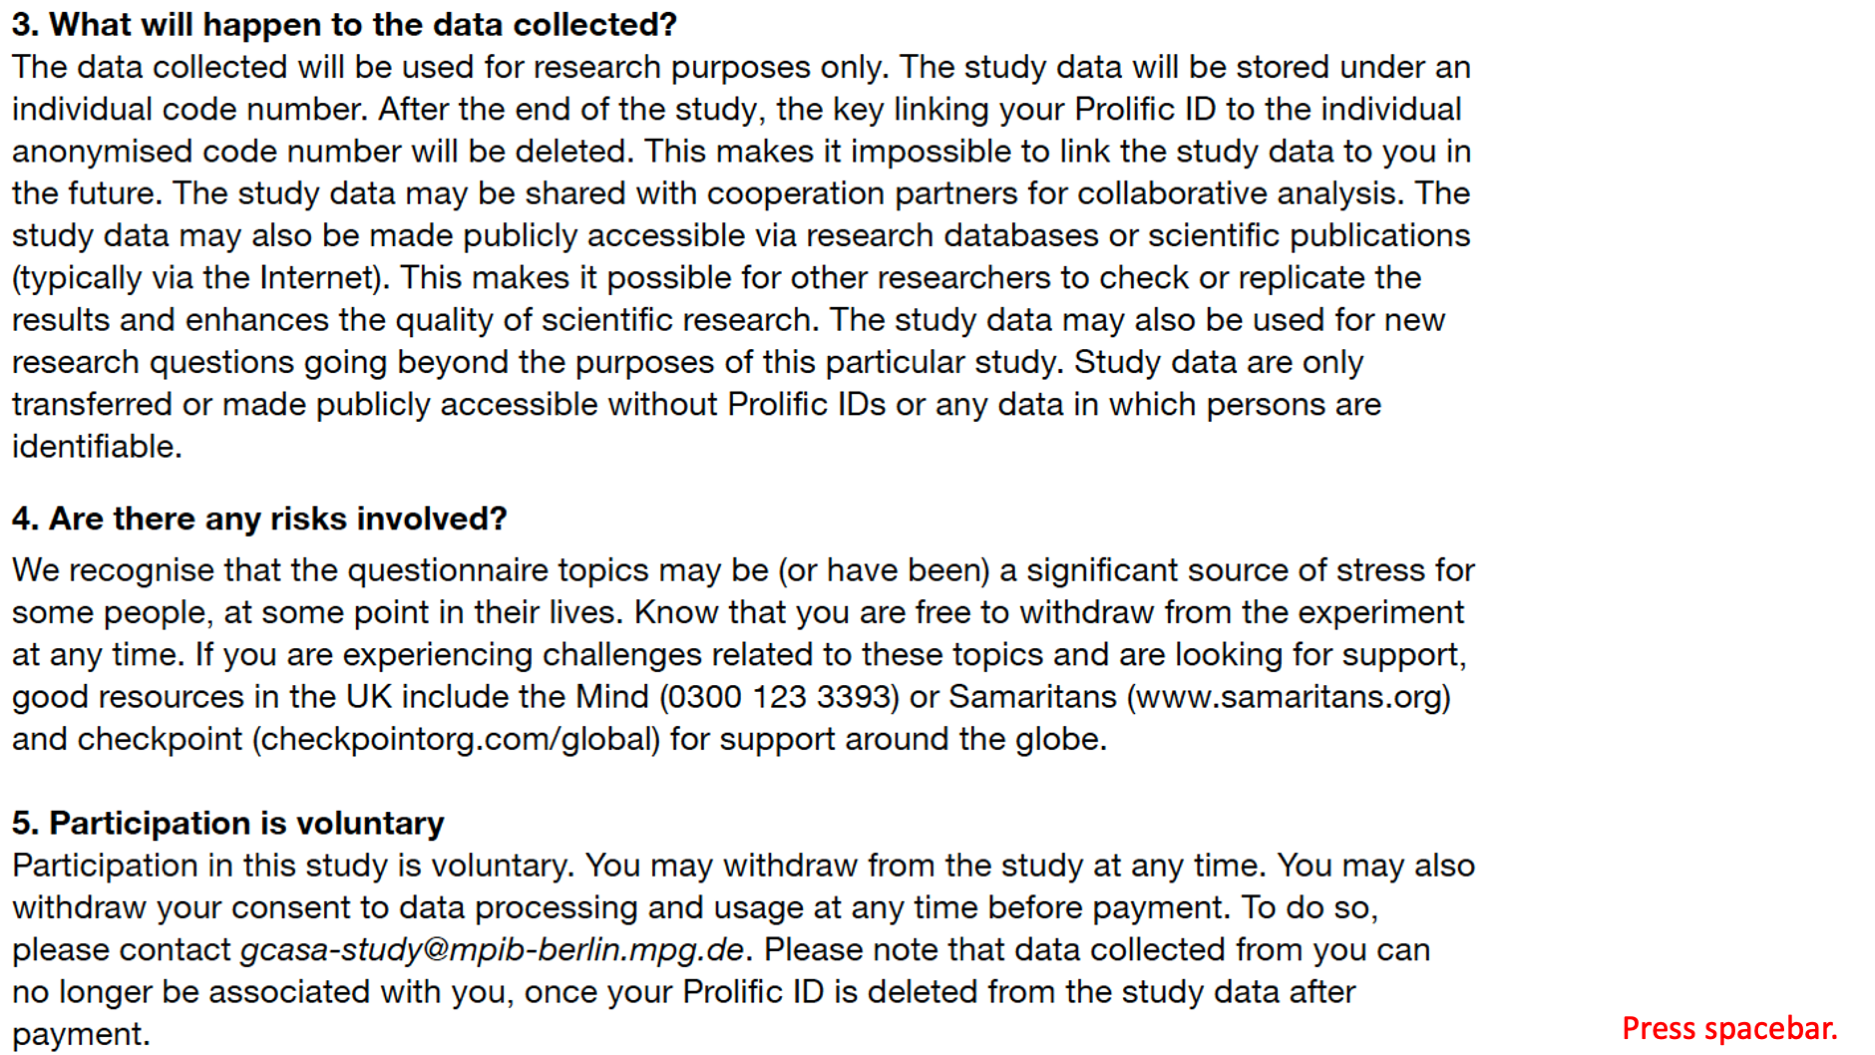 3. What will happen to the data collected?
The data collected will be used for research purposes only. The study data will be stored under an
individual code number. After the end of the study, the key linking your Prolific ID to the individual
anonymised code number will be deleted. This makes it impossible to link the study data to you in
the future. The study data may be shared with cooperation partners for collaborative analysis. The
study data may also be made publicly accessible via research databases or scientific publications
(typically via the Internet). This makes it possible for other researchers to check or replicate the
results and enhances the quality of scientific research. The study data may also be used for new
research questions going beyond the purposes of this particular study. Study data are only
transferred or made publicly accessible without Prolific IDs or any data in which persons are
identifiable.
4. Are there any risks involved?
We recognise that the questionnaire topics may be (or have been) a significant source of stress for
some people, at some point in their lives. Know that you are free to withdraw from the experiment
at any time. If you are experiencing challenges related to these topics and are looking for support,
good resources in the UK include the Mind (0300 123 3393) or Samaritans (www.samaritans.org)
and checkpoint (checkpointorg.com/global) for support around the globe.
5. Participation is voluntary
Participation in this study is voluntary. You may withdraw from the study at any time. You may also
withdraw your consent to data processing and usage at any time before payment. To do so,
please contact gcasa-study@mpib-berlin.mpg.de. Please note that data collected from you can
no longer be associated with you, once your Prolific ID is deleted from the study data after
payment.
Press spacebar.